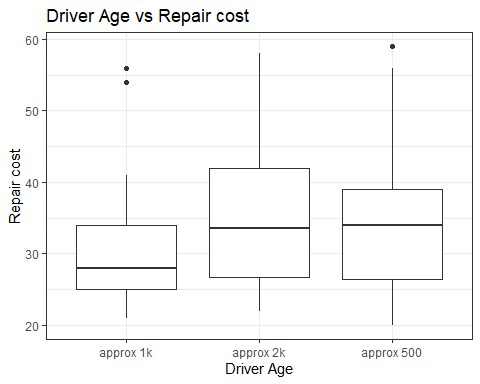 Driver Age vs Repair cost
60
50
40
30
20
Repair cost
approx 1k approx 2k approx 500
Driver Age